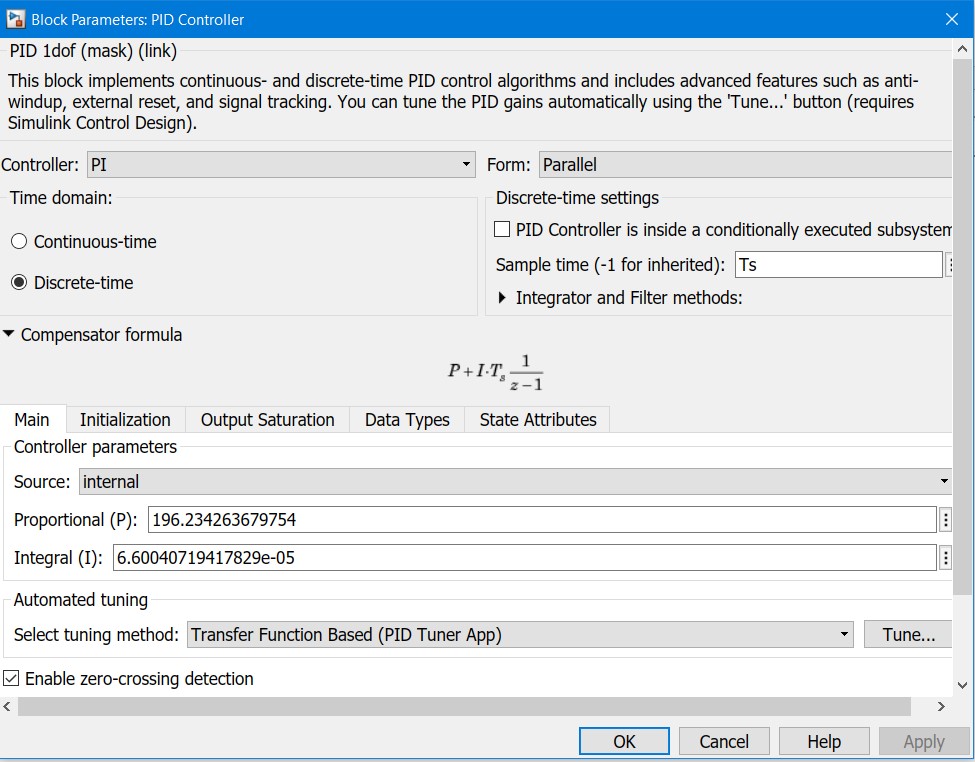 Block Parameters: PID Controller
PID 1dof (mask) (link)
This block implements continuous- and discrete-time PID control algorithms and includes advanced features such as anti-
windup, external reset, and signal tracking. You can tune the PID gains automatically using the 'Tune...' button (requires
Simulink Control Design).
Controller: PI Form: Parallel
Time domain:
Continuous-time
Discrete-time
Discrete-time settings
PID Controller is inside a conditionally executed subsystem
Sample time (-1 for inherited): Ts
Integrator and Filter methods:
Compensator formula
P + I·Ts 1/(z − 1)
Main Initialization Output Saturation Data Types State Attributes
Controller parameters
Source: internal
Proportional (P): 196.234263679754
Integral (I): 6.60040719417829e-05
Automated tuning
Select tuning method: Transfer Function Based (PID Tuner App) Tune...
Enable zero-crossing detection
OK Cancel Help Apply